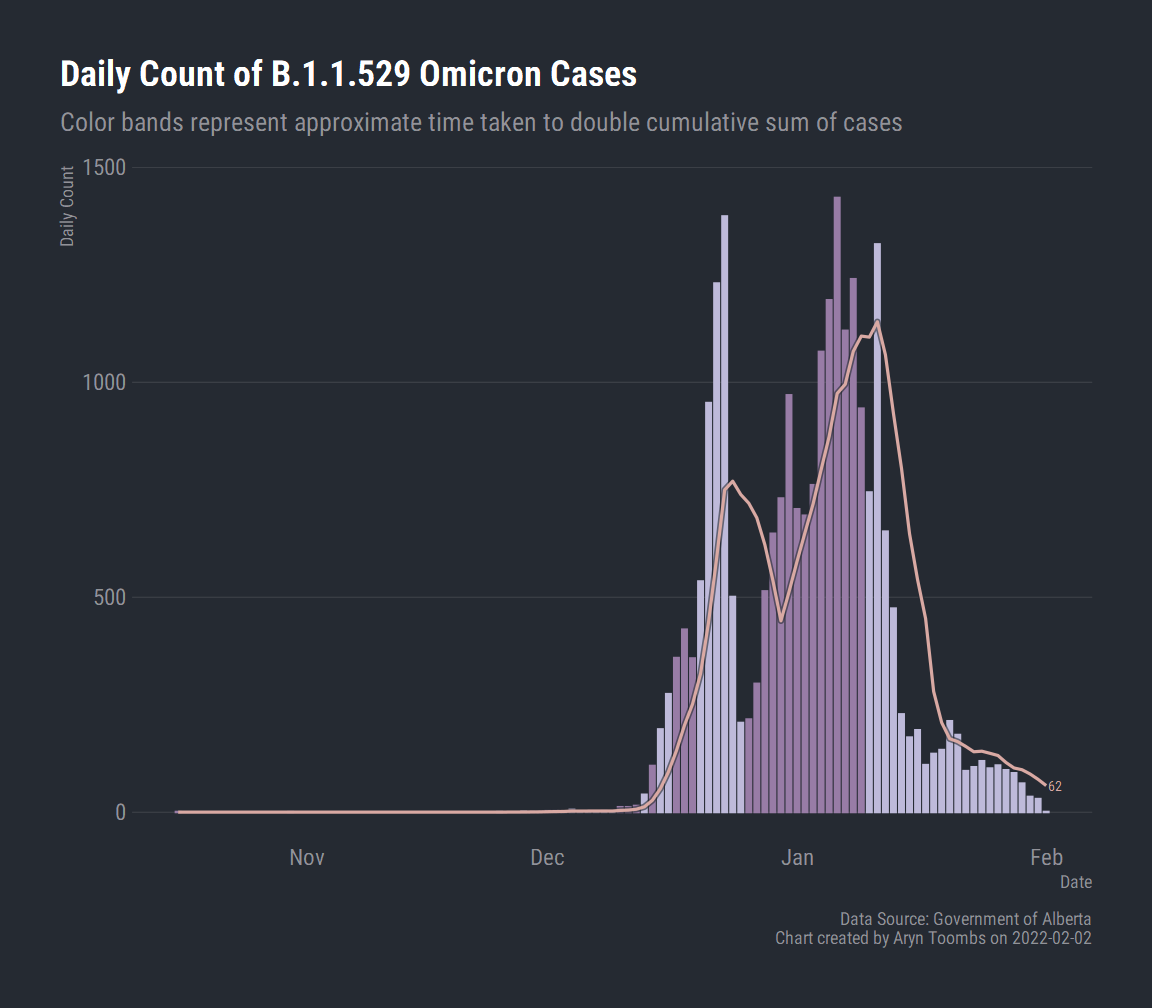 Daily Count of B.1.1.529 Omicron Cases
Color bands represent approximate time taken to double cumulative sum of cases
Daily Count
1500
1000
500
0
62
Nov Dec Jan Feb
Date
Data Source: Government of Alberta
Chart created by Aryn Toombs on 2022-02-02